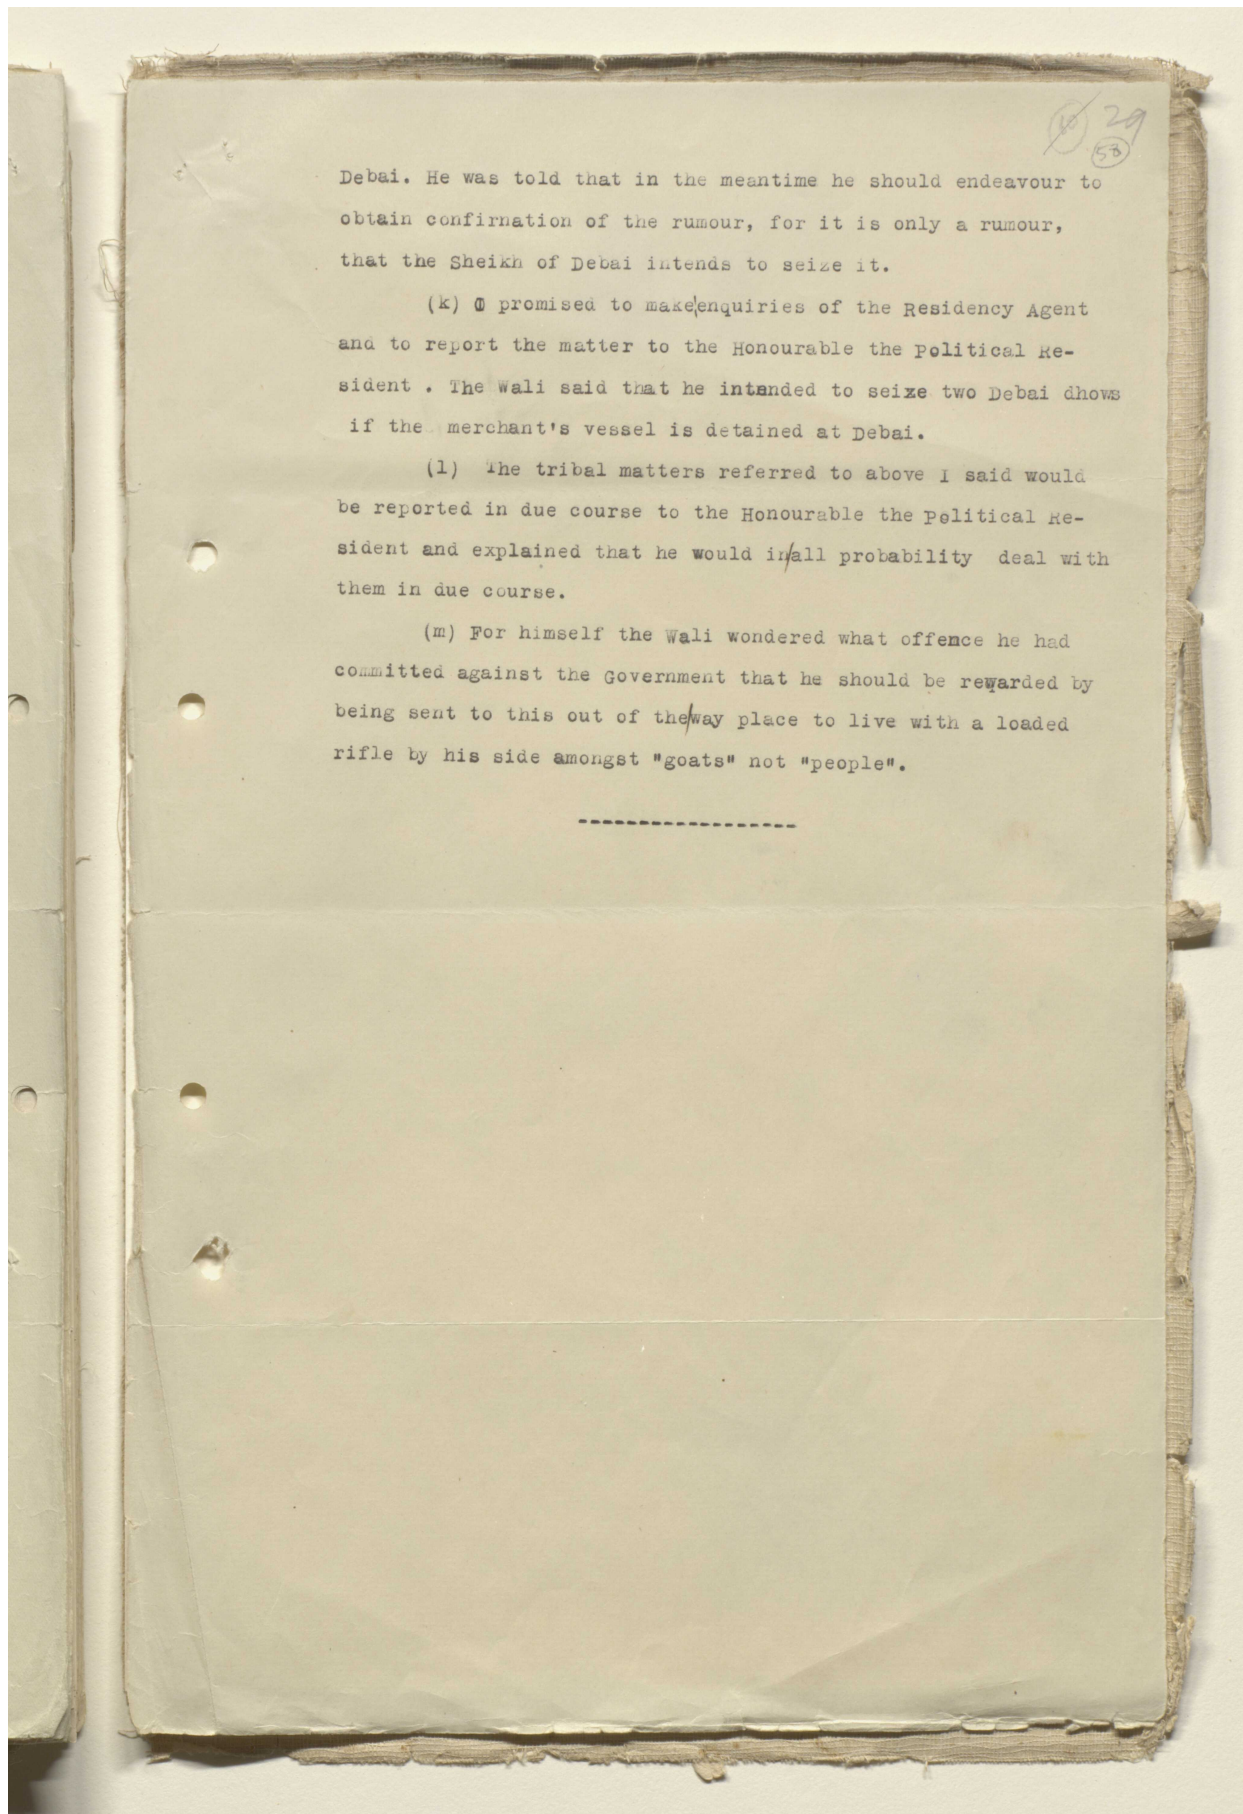 29
53
Debai. He was told that in the meantime he should endeavour to
obtain confirnation of the rumour, for it is only a rumour,
that the Sheikh of Debai intends to seize it.
(k) I promised to make enquiries of the Residency Agent
and to report the matter to the Honourable the Political Re-
sident . The Wali said that he intended to seize two Debai dhows
if the merchant's vessel is detained at Debai.
(l) The tribal matters referred to above I said would
be reported in due course to the Honourable the Political Re-
sident and explained that he would in/all probability deal with
them in due course.
(m) For himself the Wali wondered what offence he had
committed against the Government that he should be rewarded by
being sent to this out of the/way place to live with a loaded
rifle by his side amongst "goats" not "people".
------------------